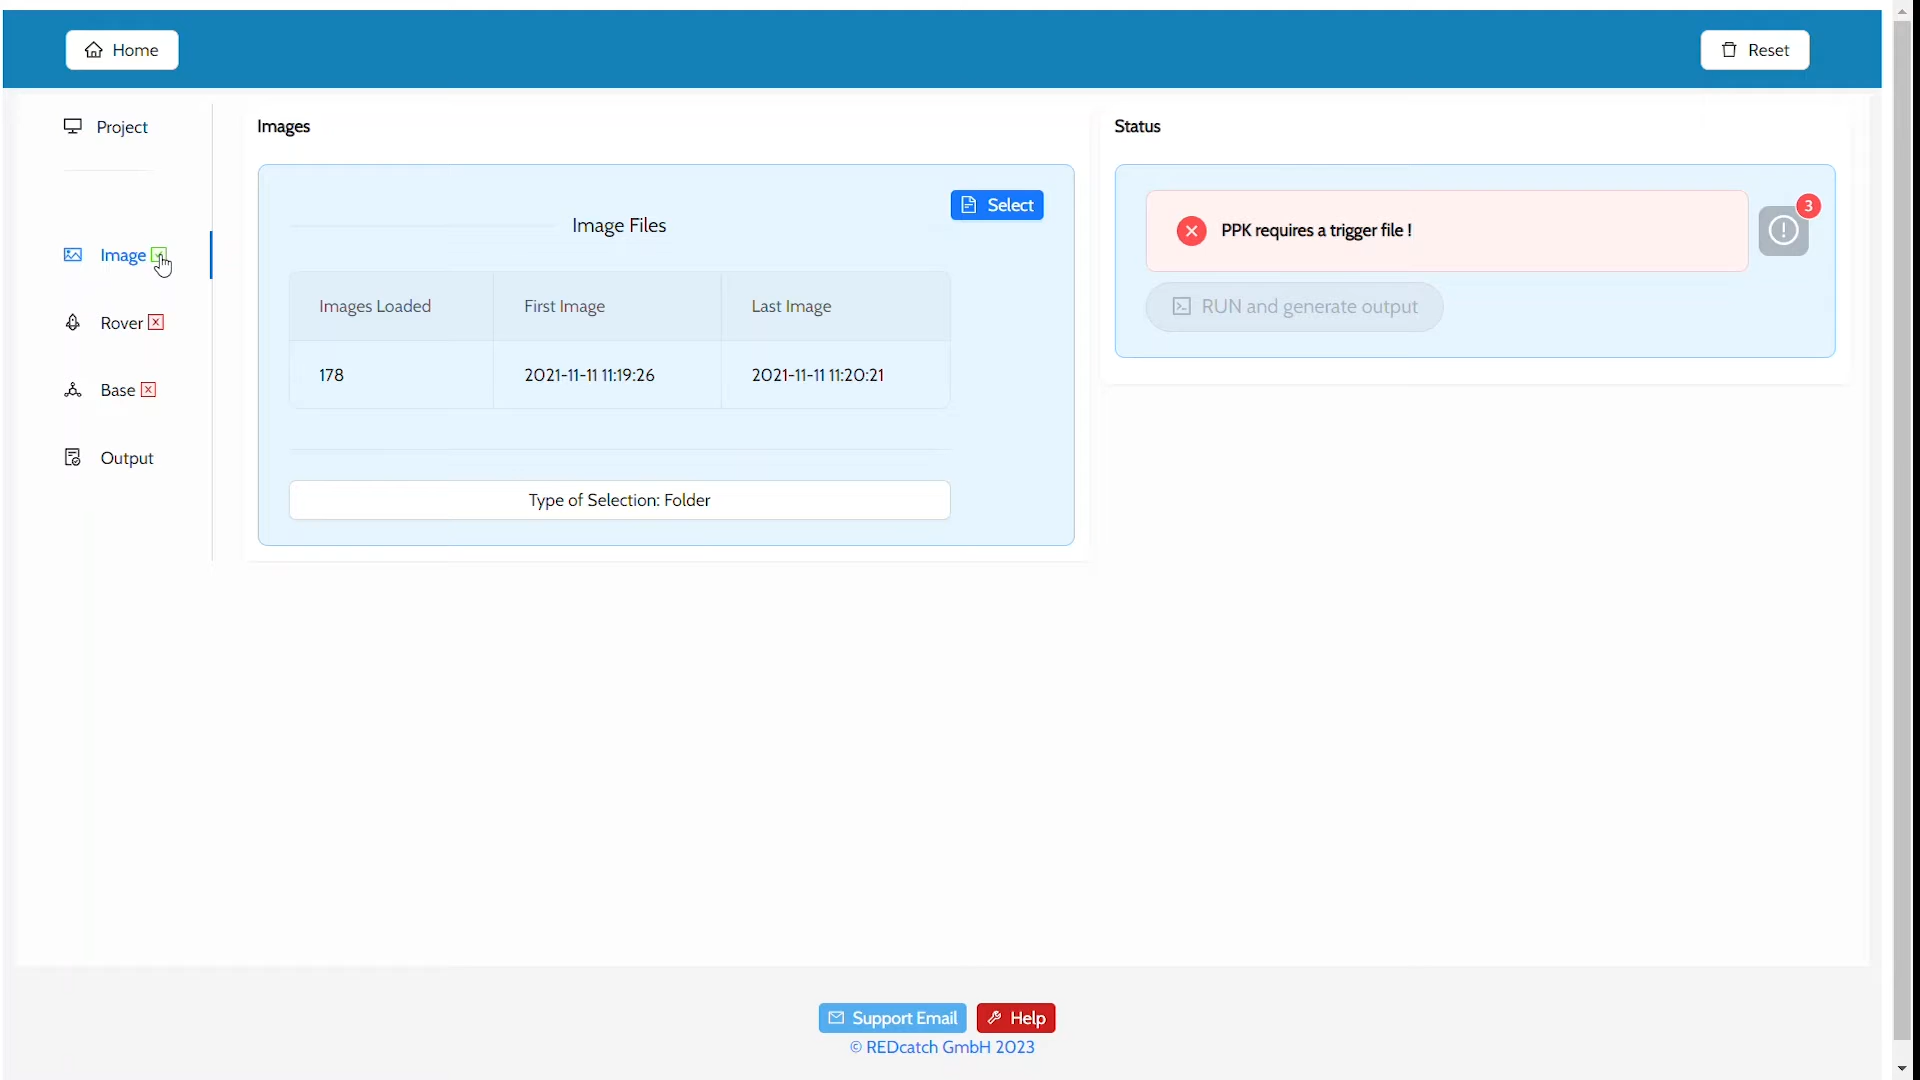 Home
Reset
Project
Image
Rover
Base
Output
Images
Select
Image Files
Images Loaded First Image Last Image
178 2021-11-11 11:19:26 2021-11-11 11:20:21
Type of Selection: Folder
Status
PPK requires a trigger file !
3
RUN and generate output
Support Email Help
© REDcatch GmbH 2023